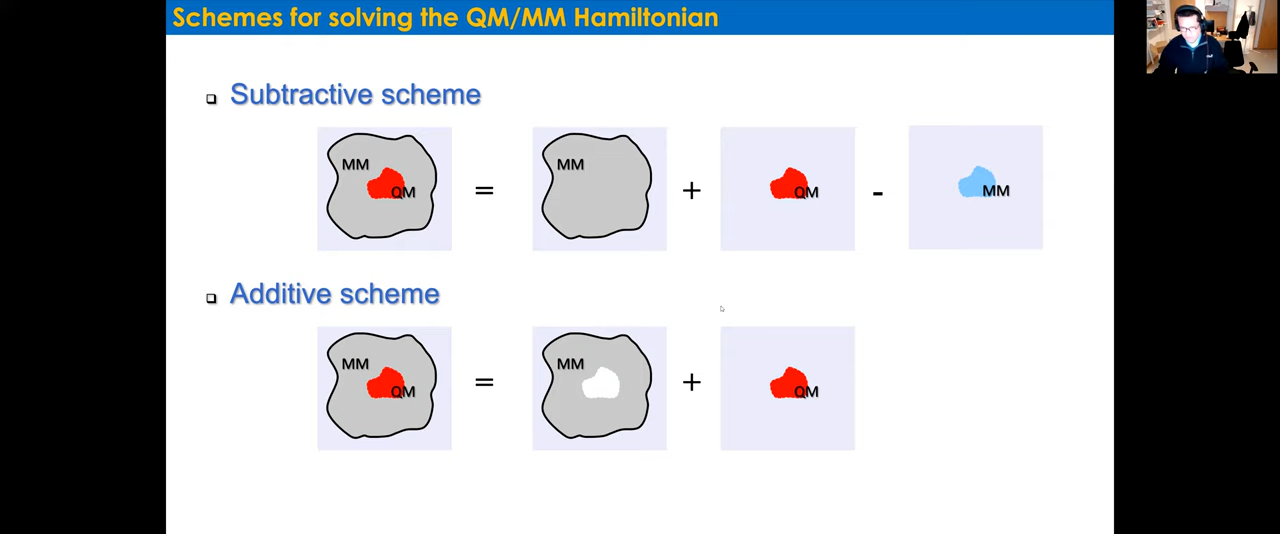 Schemes for solving the QM/MM Hamiltonian
Subtractive scheme
MM
QM
=
MM
+
QM
-
MM
Additive scheme
MM
QM
=
MM
+
QM